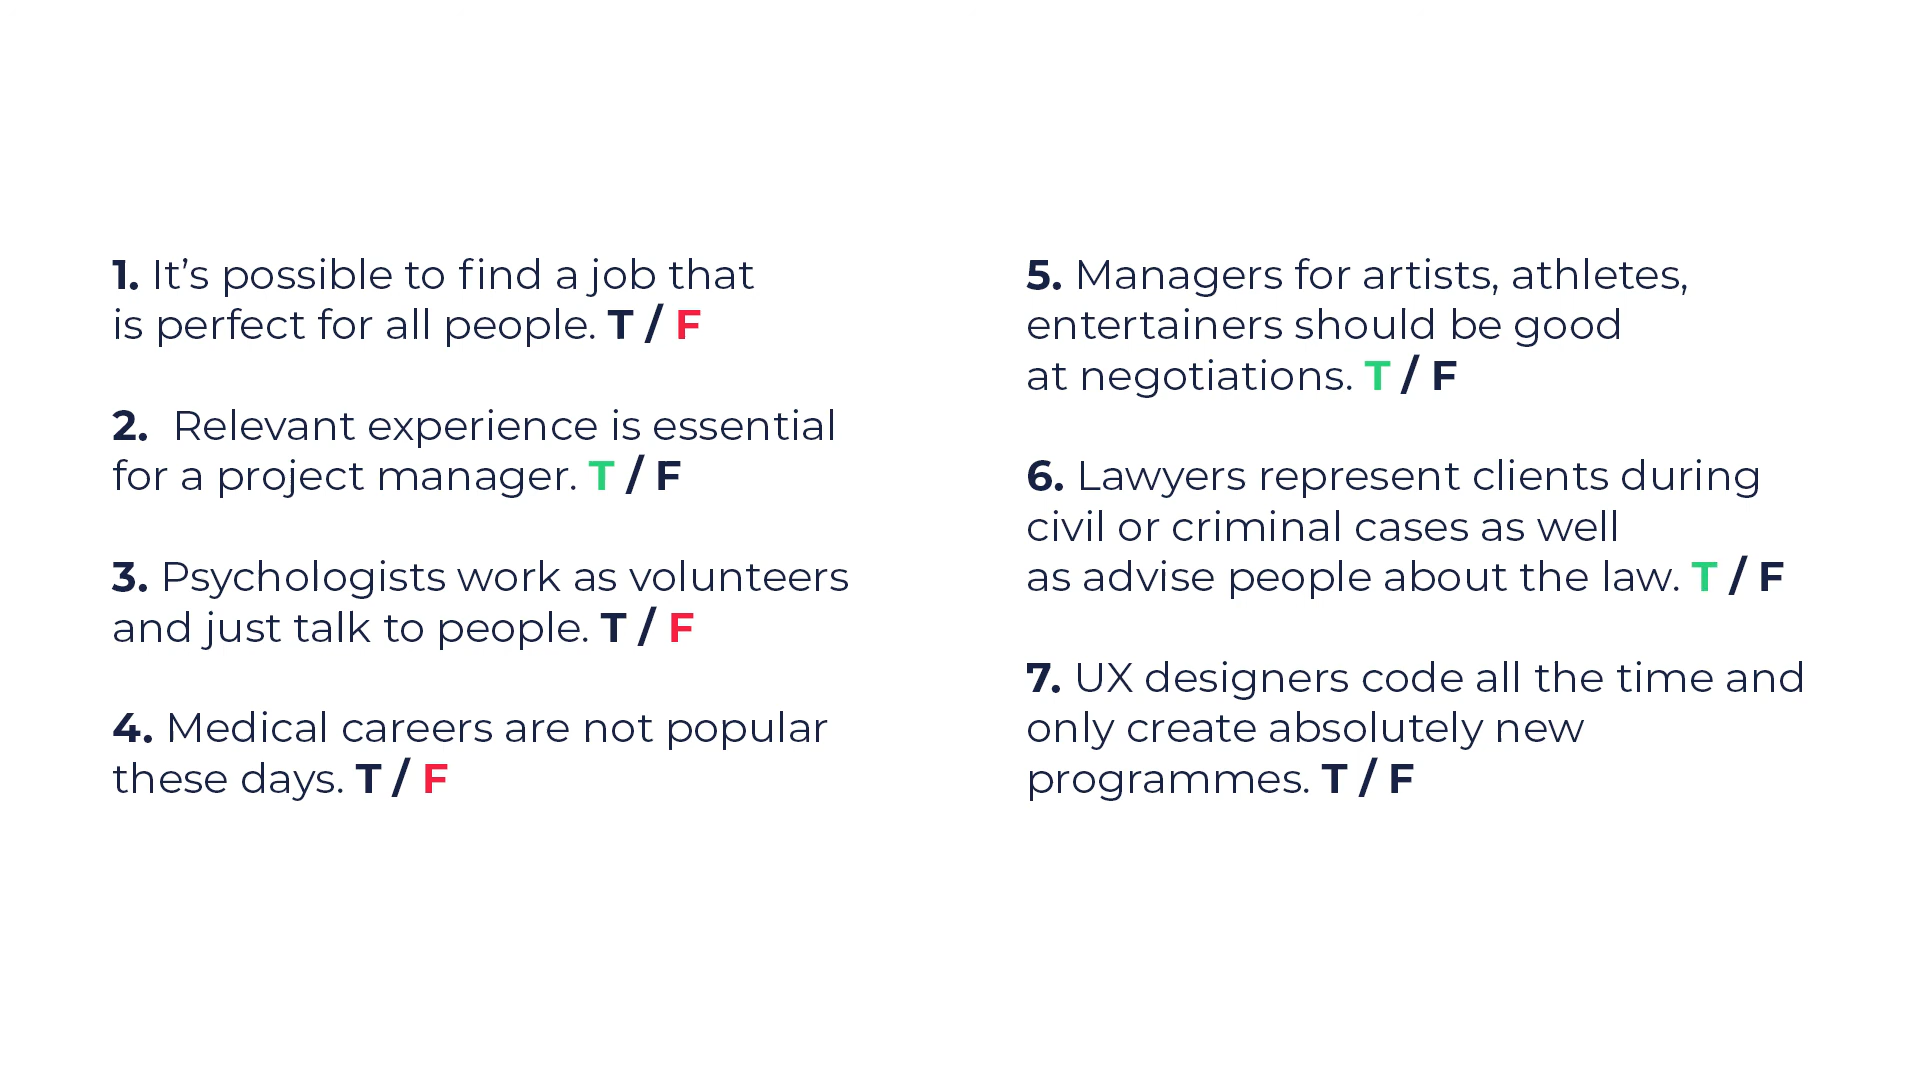 1. It’s possible to find a job that
is perfect for all people. T / F
2. Relevant experience is essential
for a project manager. T / F
3. Psychologists work as volunteers
and just talk to people. T / F
4. Medical careers are not popular
these days. T / F
5. Managers for artists, athletes,
entertainers should be good
at negotiations. T / F
6. Lawyers represent clients during
civil or criminal cases as well
as advise people about the law. T / F
7. UX designers code all the time and
only create absolutely new
programmes. T / F